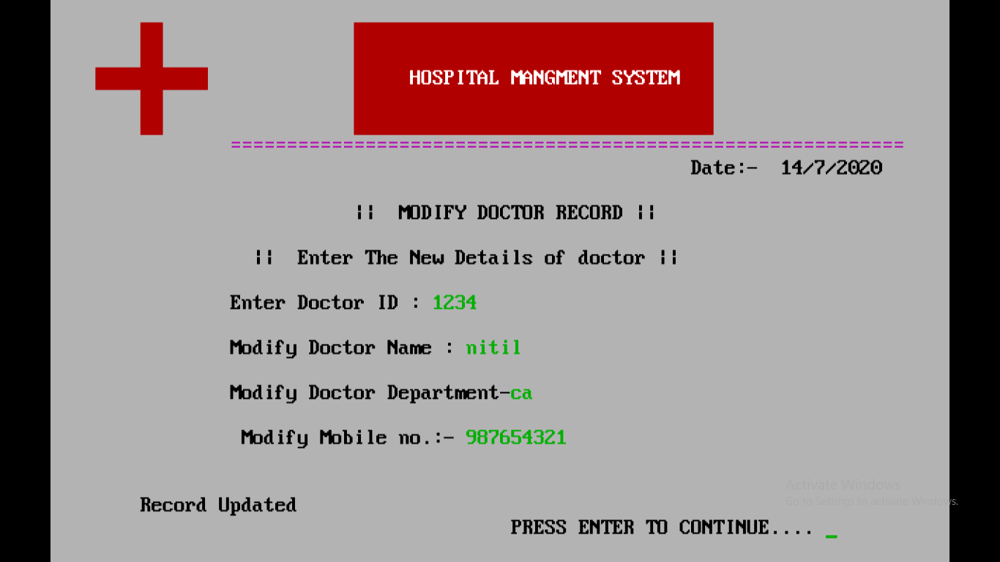 HOSPITAL MANGMENT SYSTEM
============================================================
Date:- 14/7/2020
|| MODIFY DOCTOR RECORD ||
|| Enter The New Details of doctor ||
Enter Doctor ID : 1234
Modify Doctor Name : nitil
Modify Doctor Department-ca
Modify Mobile no.:- 987654321
Activate Windows
Go to Settings to activate Windows.
Record Updated
PRESS ENTER TO CONTINUE.... _